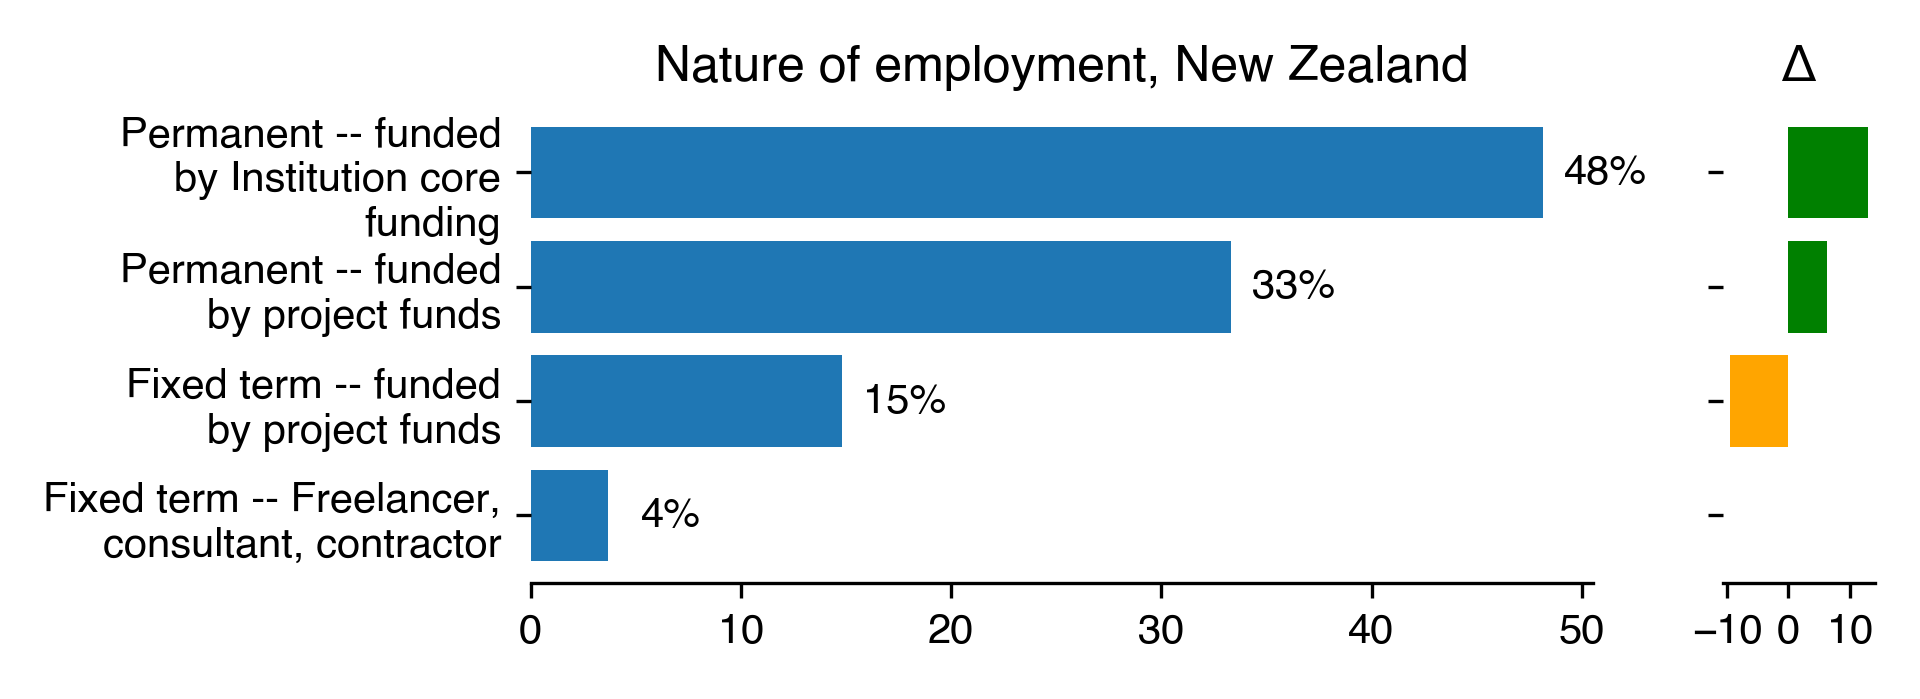 Nature of employment, New Zealand
Δ
Permanent -- funded
by Institution core
funding
48%
Permanent -- funded
by project funds
33%
Fixed term -- funded
by project funds
15%
Fixed term -- Freelancer,
consultant, contractor
4%
0 10 20 30 40 50
−10 0 10